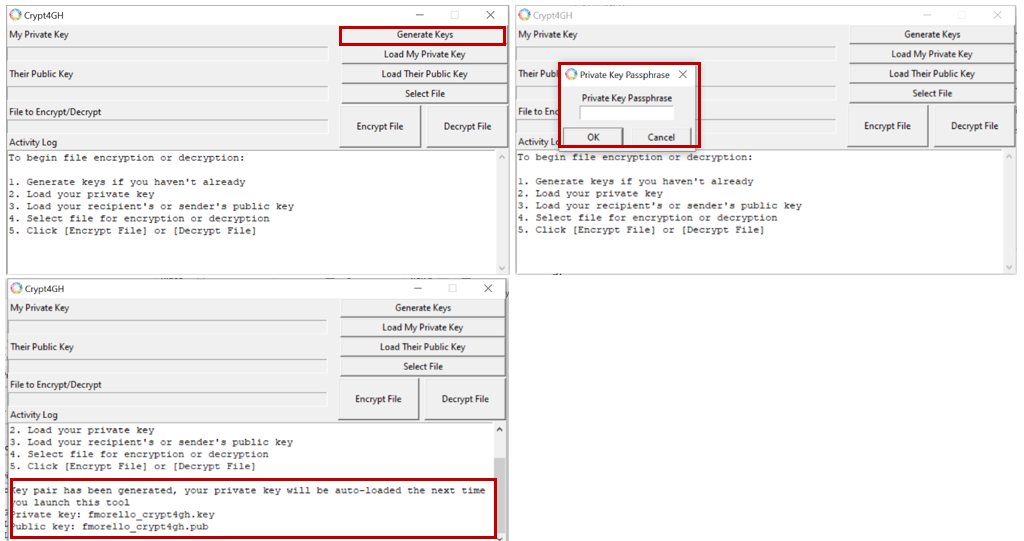 Crypt4GH
My Private Key
Generate Keys
Load My Private Key
Their Public Key
Load Their Public Key
Select File
File to Encrypt/Decrypt
Encrypt File
Decrypt File
Activity Log
To begin file encryption or decryption:
1. Generate keys if you haven't already
2. Load your private key
3. Load your recipient's or sender's public key
4. Select file for encryption or decryption
5. Click [Encrypt File] or [Decrypt File]
Crypt4GH
My Private Key
Generate Keys
Load My Private Key
Their Publ
Load Their Public Key
Select File
File to Enc
Encrypt File
Decrypt File
Activity Log
Private Key Passphrase
Private Key Passphrase
OK
Cancel
To begin file encryption or decryption:
1. Generate keys if you haven't already
2. Load your private key
3. Load your recipient's or sender's public key
4. Select file for encryption or decryption
5. Click [Encrypt File] or [Decrypt File]
Crypt4GH
My Private Key
Generate Keys
Load My Private Key
Their Public Key
Load Their Public Key
Select File
File to Encrypt/Decrypt
Encrypt File
Decrypt File
Activity Log
2. Load your private key
3. Load your recipient's or sender's public key
4. Select file for encryption or decryption
5. Click [Encrypt File] or [Decrypt File]
Key pair has been generated, your private key will be auto-loaded the next time
you launch this tool
Private key: fmorello_crypt4gh.key
Public key: fmorello_crypt4gh.pub